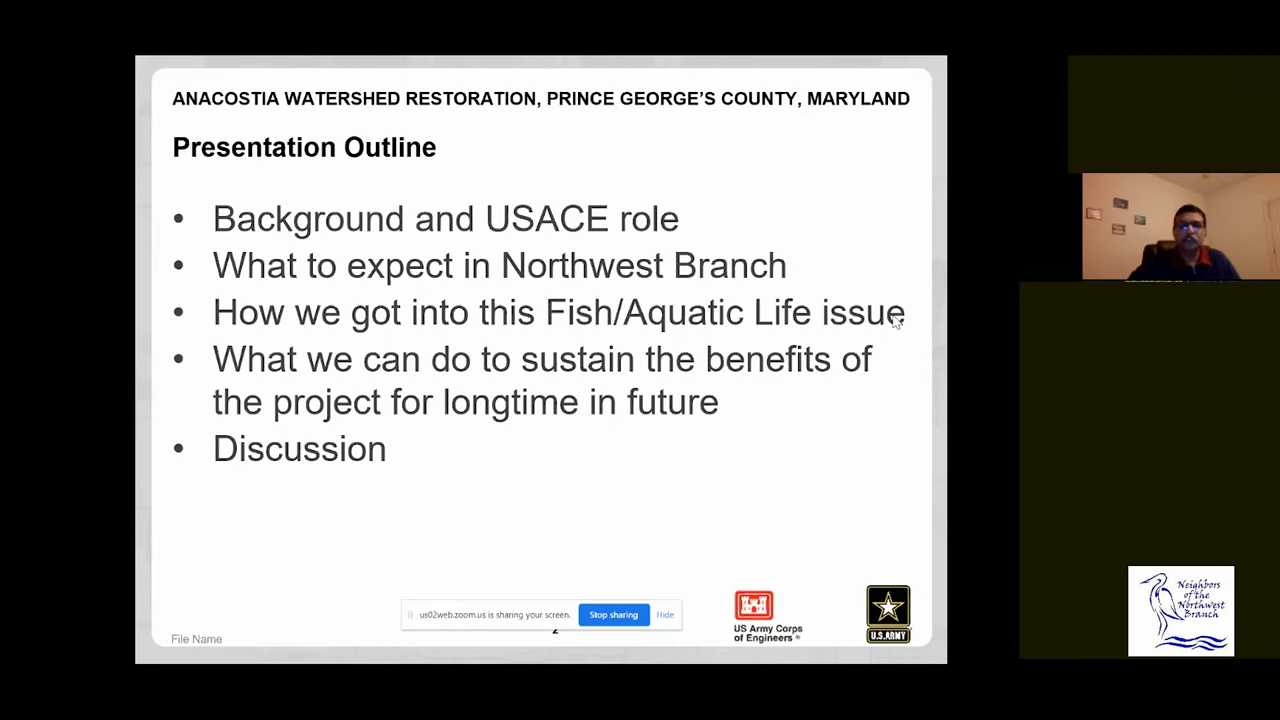 ANACOSTIA WATERSHED RESTORATION, PRINCE GEORGE'S COUNTY, MARYLAND
Presentation Outline
• Background and USACE role
• What to expect in Northwest Branch
• How we got into this Fish/Aquatic Life issue
• What we can do to sustain the benefits of
the project for longtime in future
• Discussion
us02web.zoom.us is sharing your screen.
Stop sharing
Hide
2
File Name
US Army Corps
of Engineers ®
U.S.ARMY
Neighbors
of the
Northwest
Branch